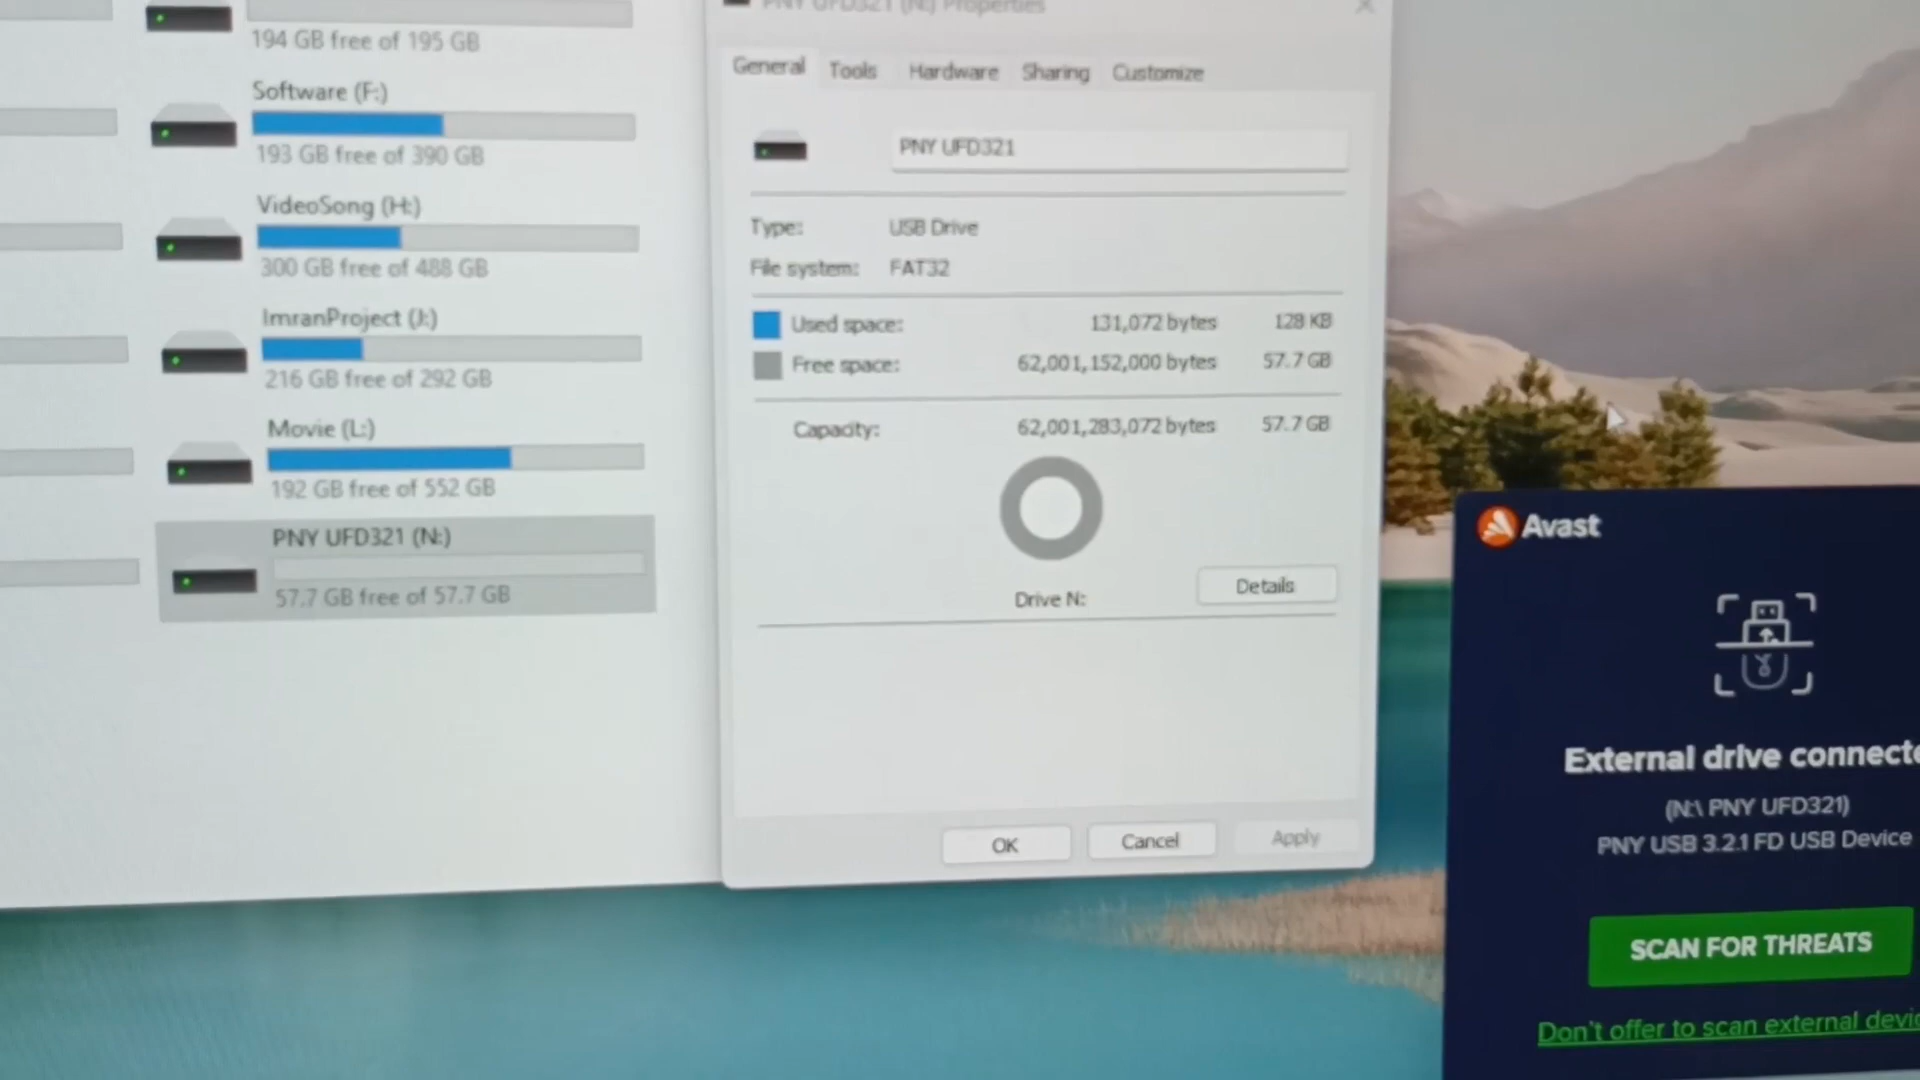 194 GB free of 195 GB
Software (F:)
193 GB free of 390 GB
VideoSong (H:)
300 GB free of 488 GB
ImranProject (J:)
216 GB free of 292 GB
Movie (L:)
192 GB free of 552 GB
PNY UFD321 (N:)
57.7 GB free of 57.7 GB
PNY UFD321 (N:) Properties
General Tools Hardware Sharing Customize
PNY UFD321
Type: USB Drive
File system: FAT32
Used space: 131,072 bytes 128 KB
Free space: 62,001,152,000 bytes 57.7 GB
Capacity: 62,001,283,072 bytes 57.7 GB
Drive N:
Details
OK Cancel Apply
Avast
External drive connecte
(N:\ PNY UFD321)
PNY USB 3.2.1 FD USB Device
SCAN FOR THREATS
Don't offer to scan external devic